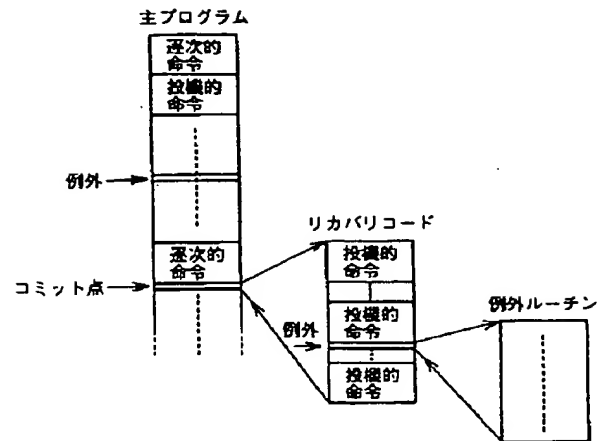 主プログラム
逐次的
命令
投機的
命令
例外
逐次的
命令
コミット点
リカバリコード
投機的
命令
投機的
命令
例外
投機的
命令
例外ルーチン